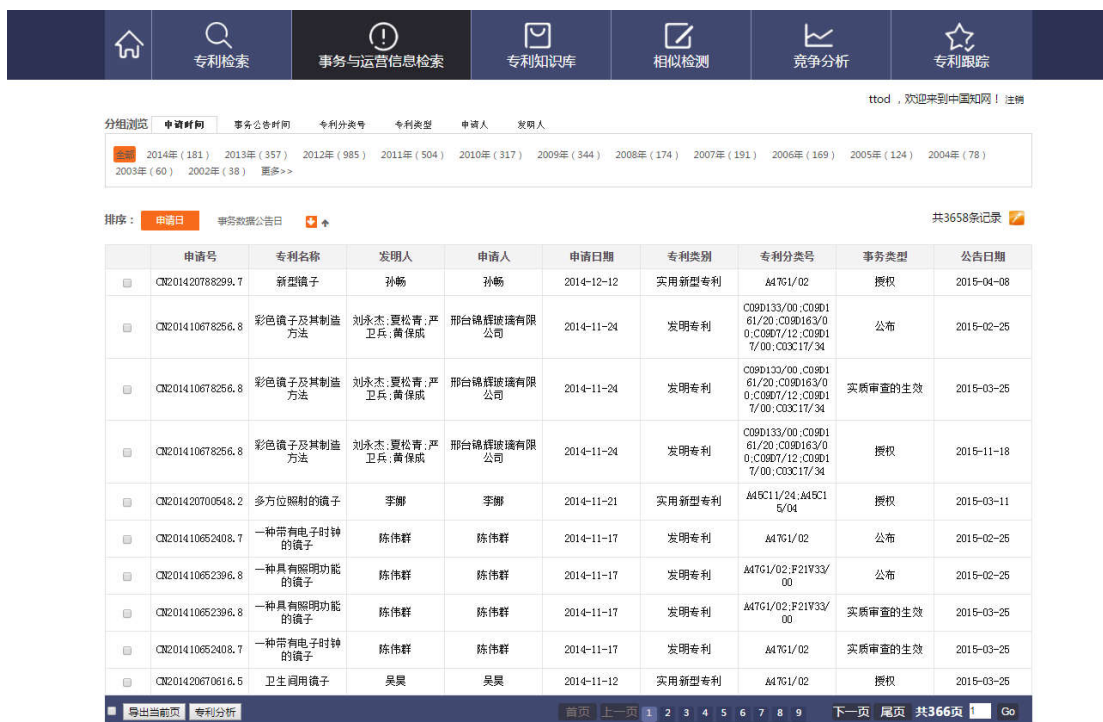 专利检索 事务与运营信息检索 专利知识库 相似检测 竞争分析 专利跟踪
ttod ，欢迎来到中国知网！ 注销
分组浏览 申请时间 事务公告时间 专利分类号 专利类型 申请人 发明人
全部 2014年 ( 181 ) 2013年 ( 357 ) 2012年 ( 985 ) 2011年 ( 504 ) 2010年 ( 317 ) 2009年 ( 344 ) 2008年 ( 174 ) 2007年 ( 191 ) 2006年 ( 169 ) 2005年 ( 124 ) 2004年 ( 78 )
2003年 ( 60 ) 2002年 ( 38 ) 更多>>
排序： 申请日 事务数据公告日 共3658条记录
申请号 专利名称 发明人 申请人 申请日期 专利类别 专利分类号 事务类型 公告日期
CN201420788299.7 新型镜子 孙畅 孙畅 2014-12-12 实用新型专利 A47G1/02 授权 2015-04-08
C09D133/00;C09D1
彩色镜子及其制造 刘永杰;夏松青;严 邢台锦辉玻璃有限 61/20;C09D163/0
CN201410678256.8 2014-11-24 发明专利 公布 2015-02-25
方法 卫兵;黄保成 公司 0;C09D7/12;C09D1
7/00;C03C17/34
C09D133/00;C09D1
彩色镜子及其制造 刘永杰;夏松青;严 邢台锦辉玻璃有限 61/20;C09D163/0
CN201410678256.8 2014-11-24 发明专利 实质审查的生效 2015-03-25
方法 卫兵;黄保成 公司 0;C09D7/12;C09D1
7/00;C03C17/34
C09D133/00;C09D1
彩色镜子及其制造 刘永杰;夏松青;严 邢台锦辉玻璃有限 61/20;C09D163/0
CN201410678256.8 2014-11-24 发明专利 授权 2015-11-18
方法 卫兵;黄保成 公司 0;C09D7/12;C09D1
7/00;C03C17/34
A45C11/24;A45C1
CN201420700548.2 多方位照射的镜子 李娜 李娜 2014-11-21 实用新型专利 授权 2015-03-11
5/04
一种带有电子时钟
CN201410652408.7 陈伟群 陈伟群 2014-11-17 发明专利 A47G1/02 公布 2015-02-25
的镜子
一种具有照明功能 A47G1/02;F21V33/
CN201410652396.8 陈伟群 陈伟群 2014-11-17 发明专利 公布 2015-02-25
的镜子 00
一种具有照明功能 A47G1/02;F21V33/
CN201410652396.8 陈伟群 陈伟群 2014-11-17 发明专利 实质审查的生效 2015-03-25
的镜子 00
一种带有电子时钟
CN201410652408.7 陈伟群 陈伟群 2014-11-17 发明专利 A47G1/02 实质审查的生效 2015-03-25
的镜子
CN201420670616.5 卫生间用镜子 吴昊 吴昊 2014-11-12 实用新型专利 A47G1/02 授权 2015-03-25
导出当前页 专利分析 首页 上一页 1 2 3 4 5 6 7 8 9 下一页 尾页 共366页 1 Go